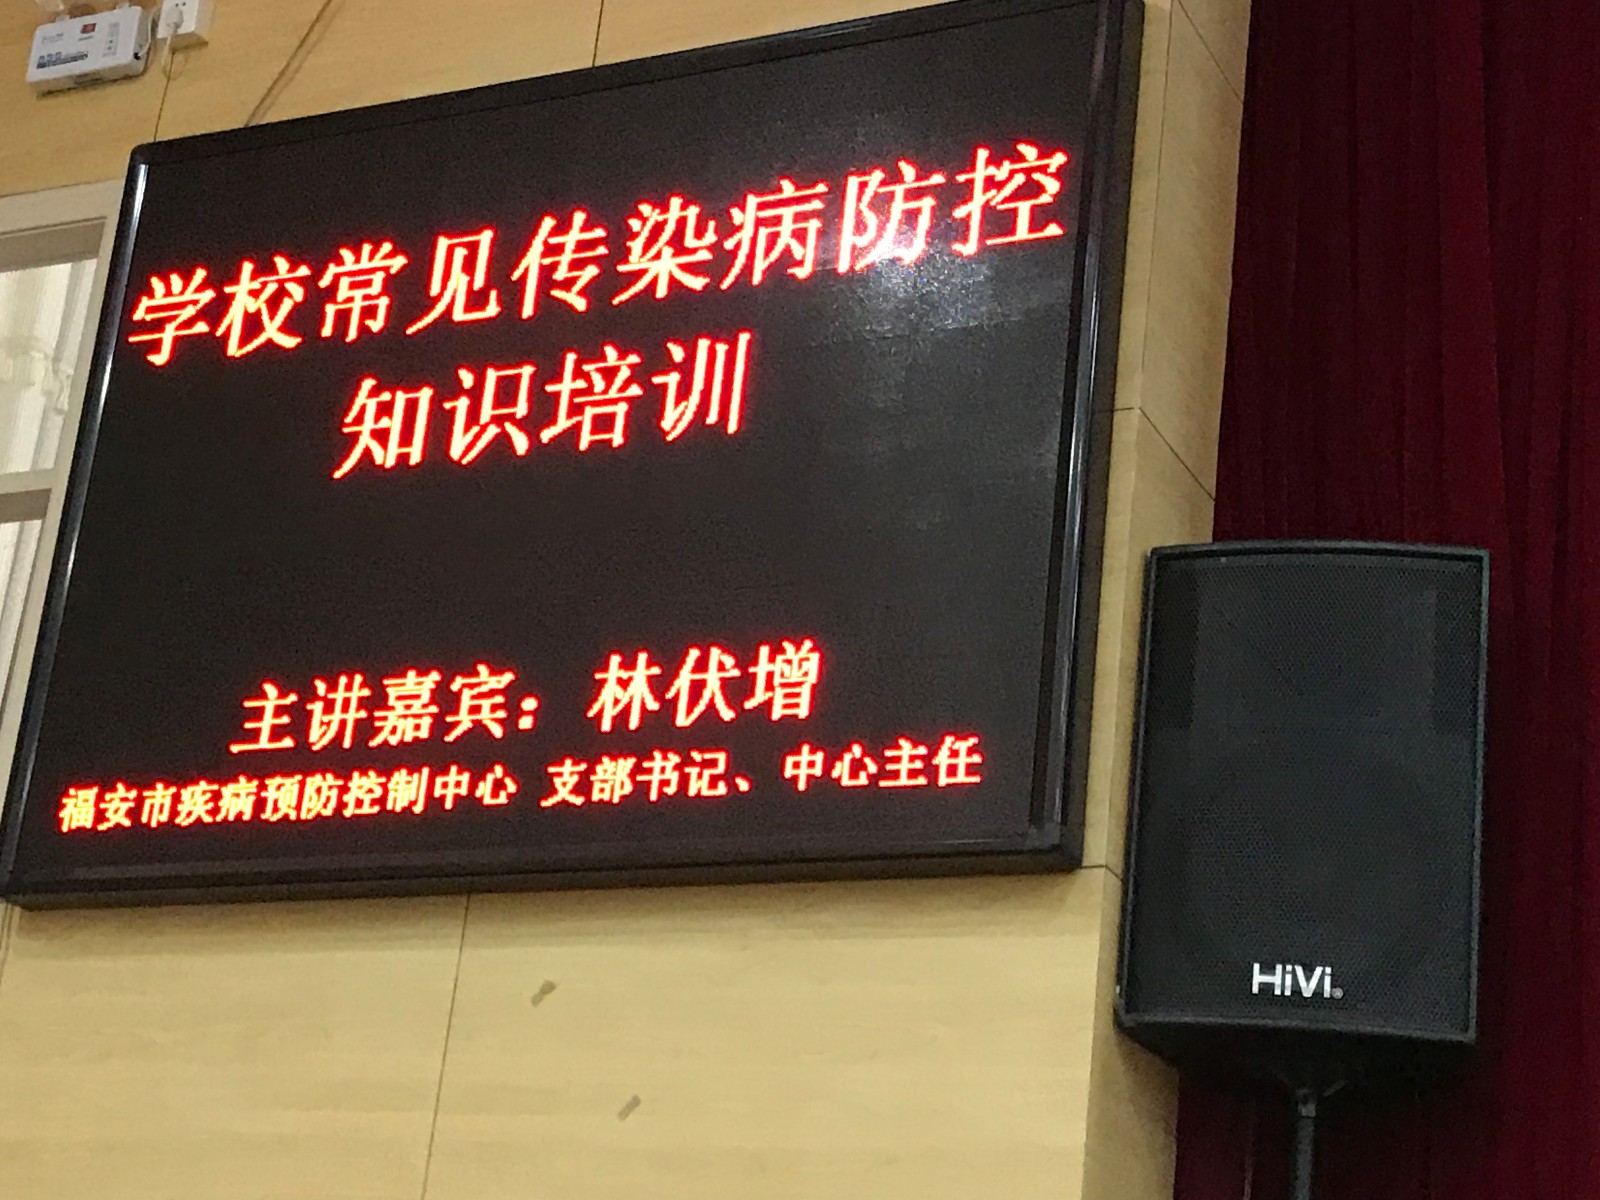 学校常见传染病防控
知识培训
主讲嘉宾：林伏增
福安市疾病预防控制中心 支部书记、中心主任
HiVi